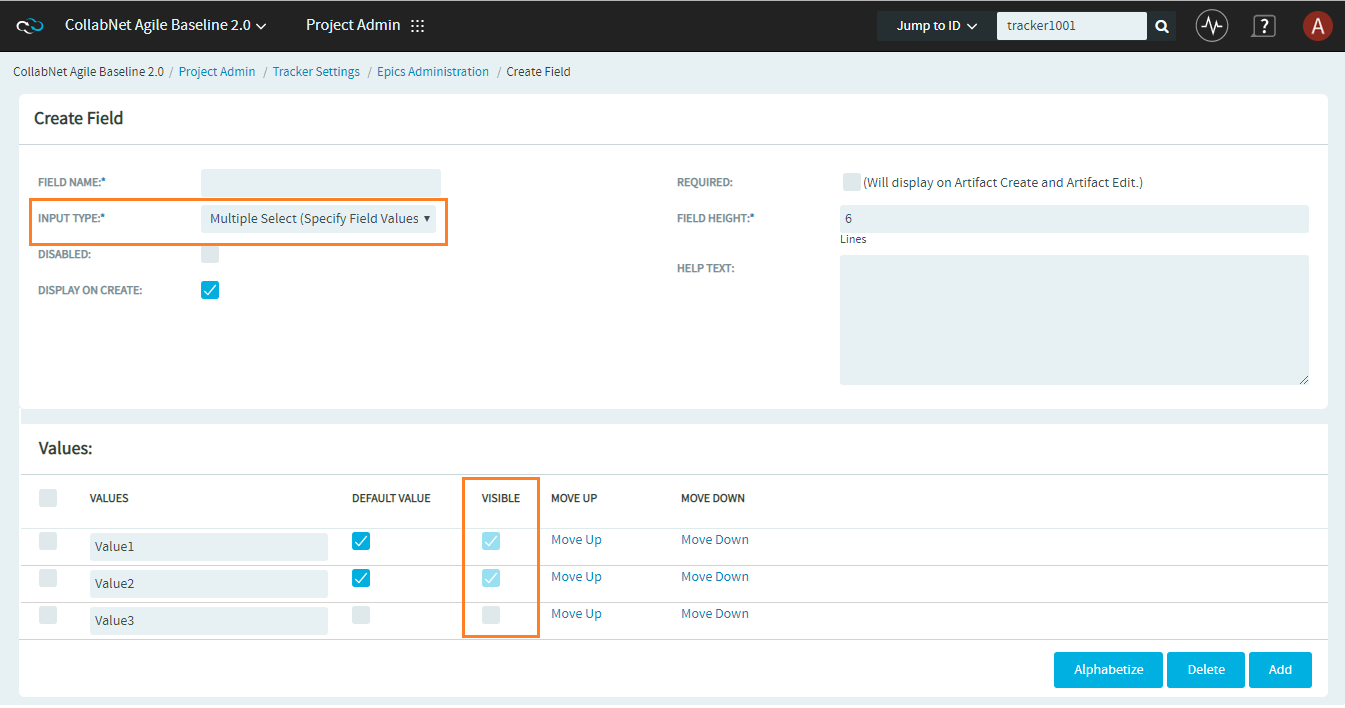 CollabNet Agile Baseline 2.0 Project Admin Jump to ID tracker1001 ? A
CollabNet Agile Baseline 2.0 / Project Admin / Tracker Settings / Epics Administration / Create Field
Create Field
FIELD NAME:*
INPUT TYPE:* Multiple Select (Specify Field Values
DISABLED:
DISPLAY ON CREATE:
REQUIRED: (Will display on Artifact Create and Artifact Edit.)
FIELD HEIGHT:* 6
Lines
HELP TEXT:
Values:
VALUES DEFAULT VALUE VISIBLE MOVE UP MOVE DOWN
Value1 Move Up Move Down
Value2 Move Up Move Down
Value3 Move Up Move Down
Alphabetize Delete Add